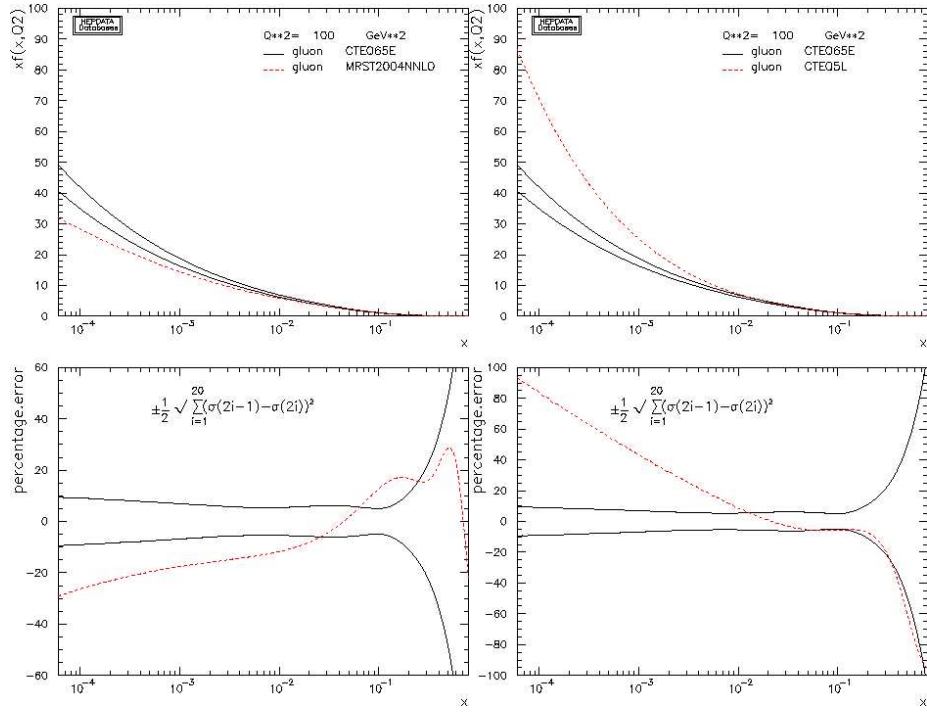 HEPDATA
Databases
Q**2= 100 GeV**2
gluon CTEQ65E
gluon MRST2004NNLO
xf(x,Q2)
100
90
80
70
60
50
40
30
20
10
0
10⁻⁴ 10⁻³ 10⁻² 10⁻¹
x
HEPDATA
Databases
Q**2= 100 GeV**2
gluon CTEQ65E
gluon CTEQ5L
xf(x,Q2)
100
90
80
70
60
50
40
30
20
10
0
10⁻⁴ 10⁻³ 10⁻² 10⁻¹
x
percentage.error
60
40
20
0
−20
−40
−60
±½ √ 20 Σ i=1 (σ(2i−1)−σ(2i))²
10⁻⁴ 10⁻³ 10⁻² 10⁻¹
x
percentage.error
100
80
60
40
20
0
−20
−40
−60
−80
−100
±½ √ 20 Σ i=1 (σ(2i−1)−σ(2i))²
10⁻⁴ 10⁻³ 10⁻² 10⁻¹
x